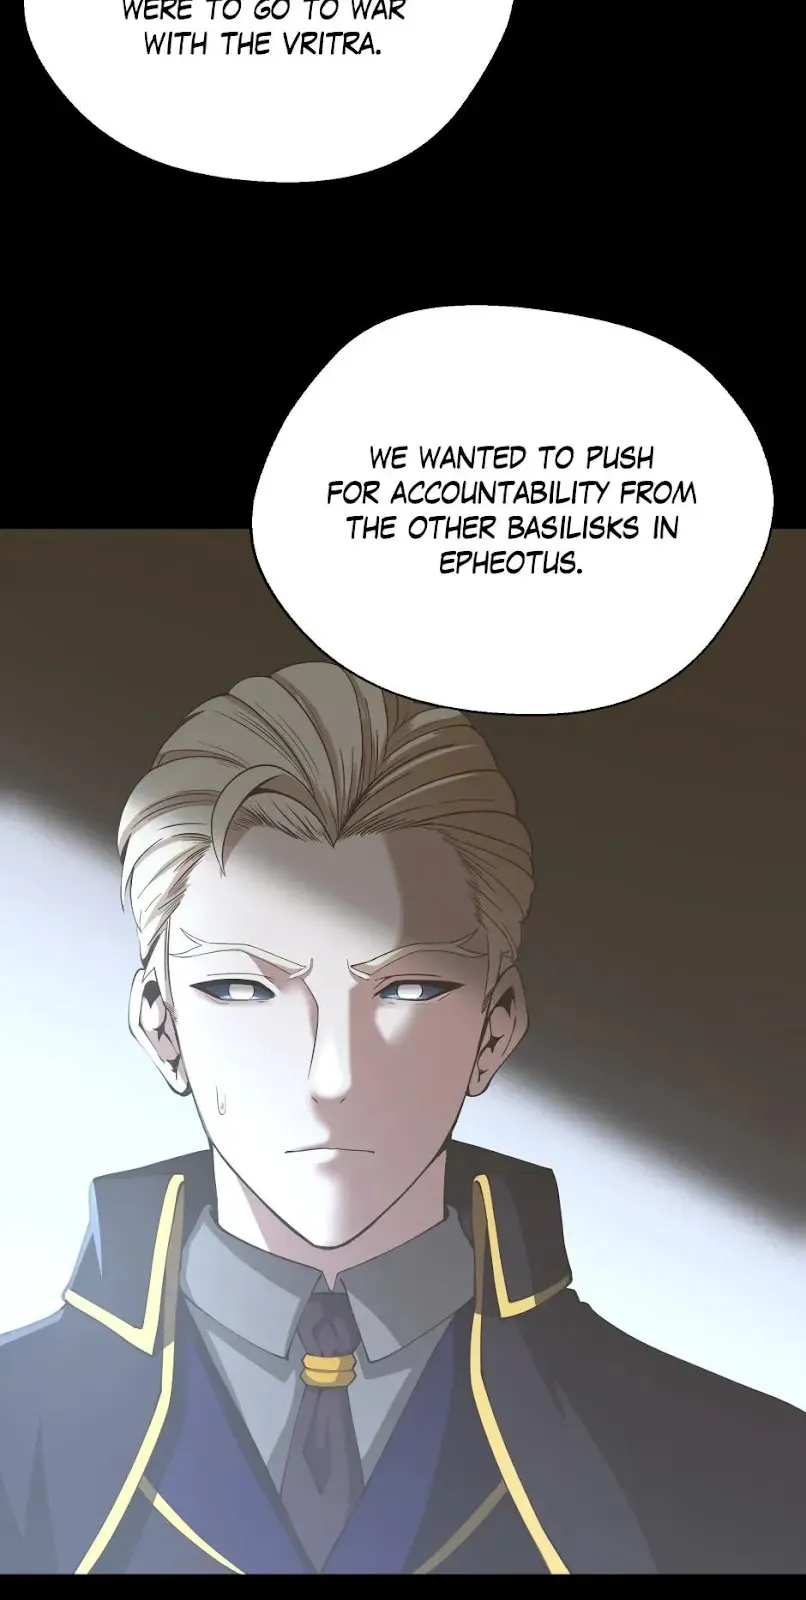 WERE TO GO TO WAR
WITH THE VRITRA.
WE WANTED TO PUSH
FOR ACCOUNTABILITY FROM
THE OTHER BASILISKS IN
EPHEOTUS.